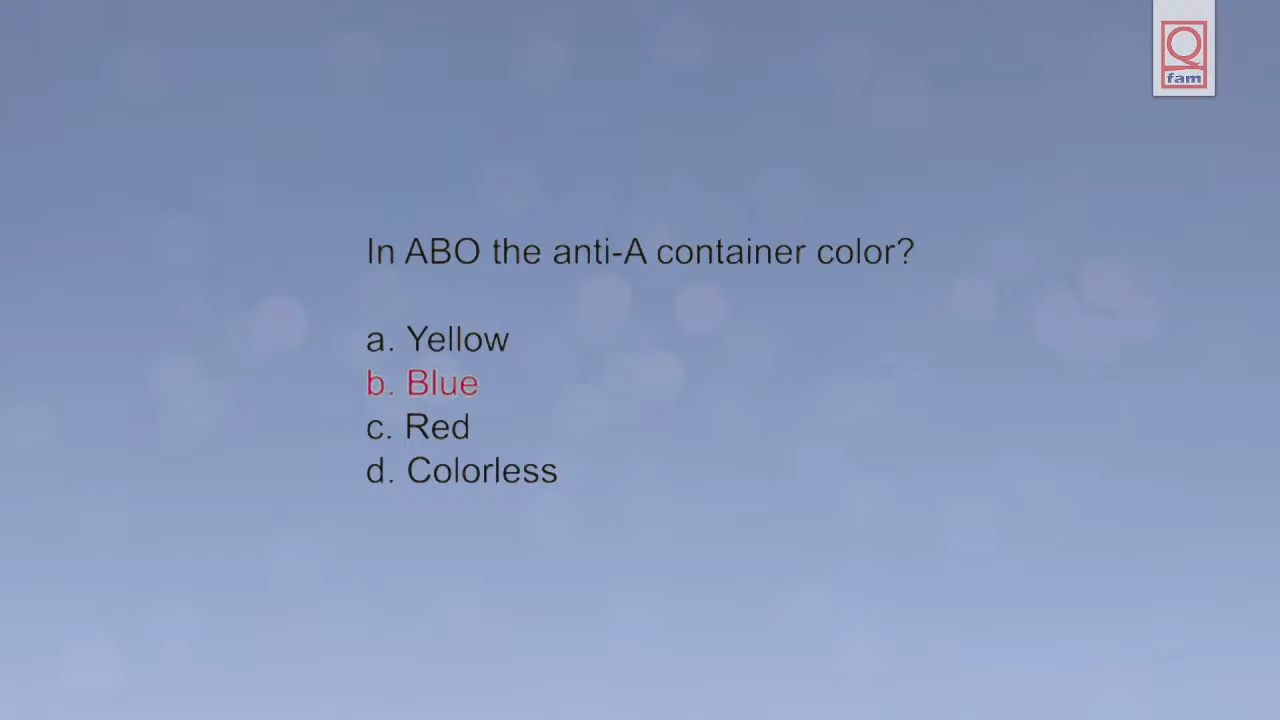 Q
fam
In ABO the anti-A container color?
a. Yellow
b. Blue
c. Red
d. Colorless